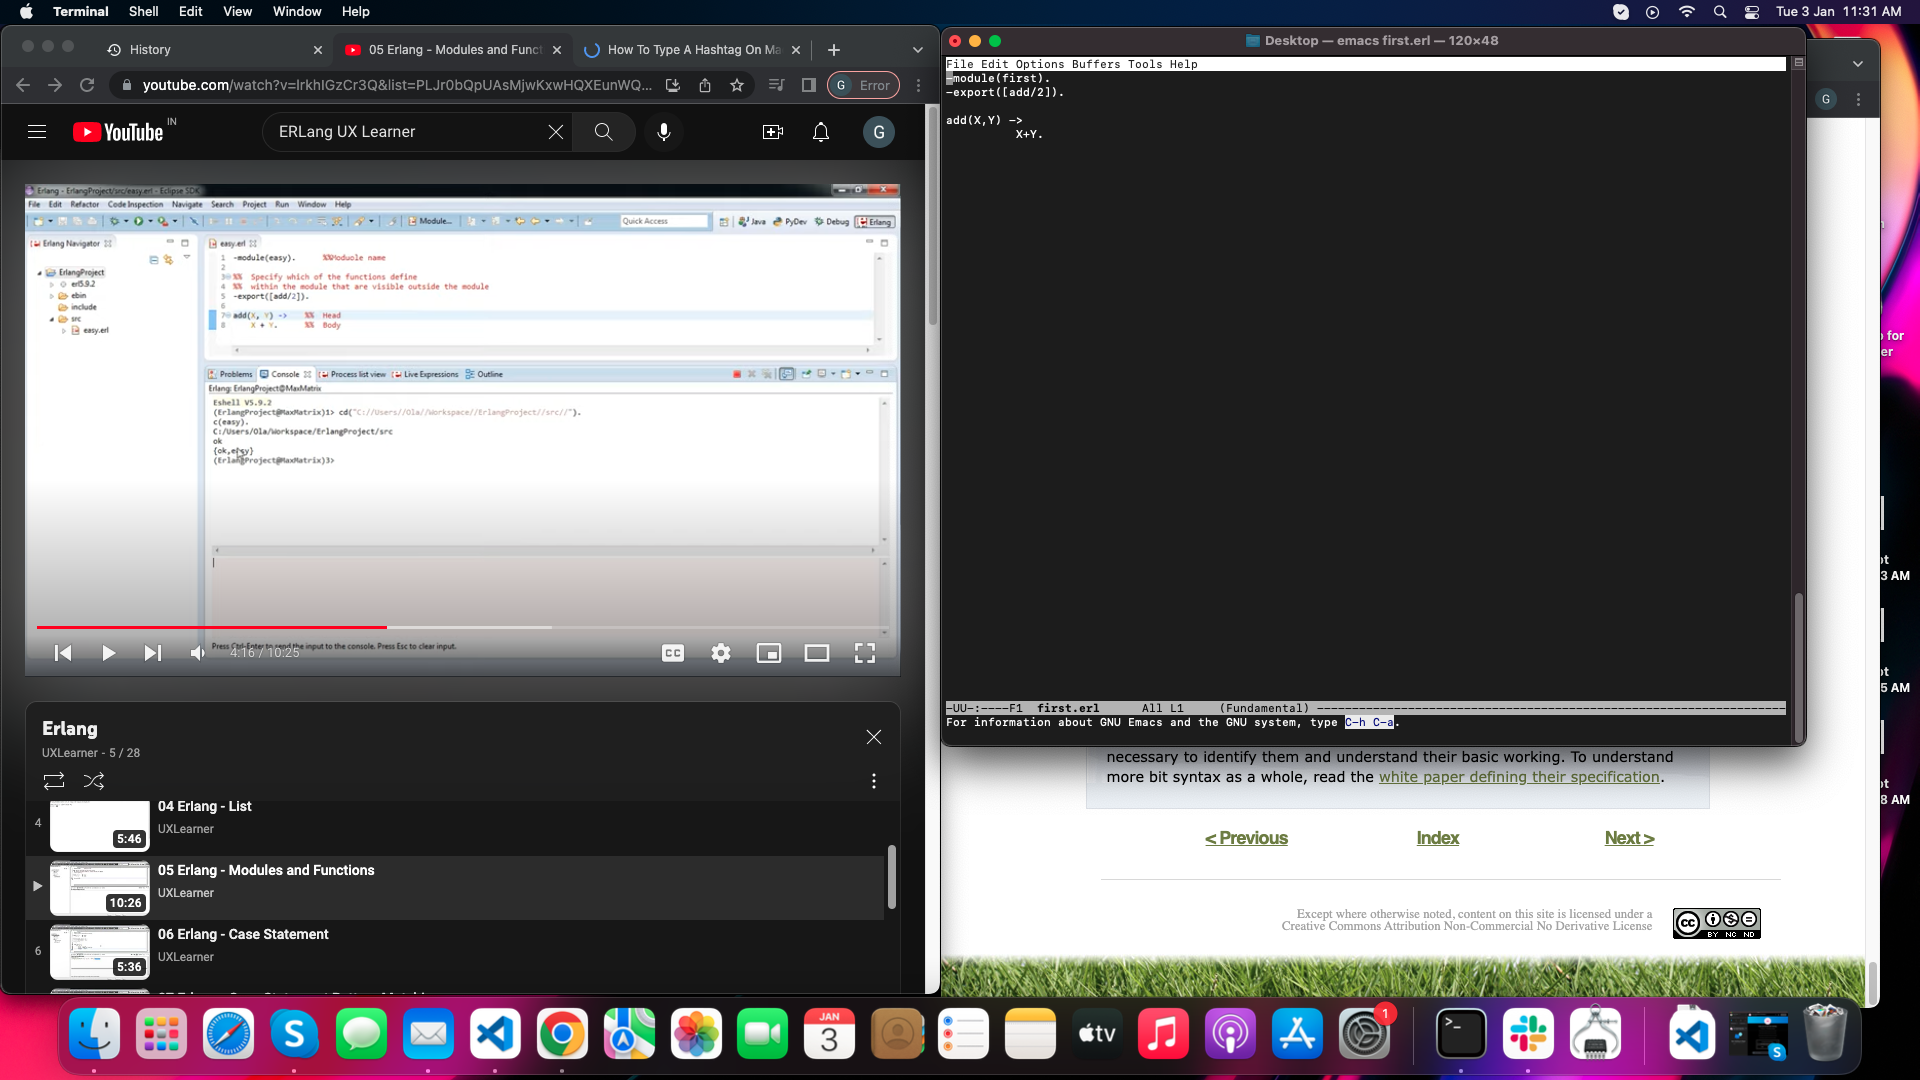 Terminal Shell Edit View Window Help
Tue 3 Jan 11:31 AM
History
05 Erlang - Modules and Funct
How To Type A Hashtag On Ma
youtube.com/watch?v=lrkhIGzCr3Q&list=PLJr0bQpUAsMjwKxwHQXEunWQ...
G Error
YouTube IN
ERLang UX Learner
G
Erlang - ErlangProject/src/easy.erl - Eclipse SDK
File Edit Refactor Code Inspection Navigate Search Project Run Window Help
Module...
Quick Access
Java PyDev Debug Erlang
Erlang Navigator
ErlangProject
erl5.9.2
ebin
include
src
easy.erl
easy.erl
1 -module(easy). %%Moduole name
2
3 %% Specify which of the functions define
4 %% within the module that are visible outside the module
5 -export([add/2]).
6
7 add(X, Y) -> %% Head
8 X + Y. %% Body
Problems Console Process list view Live Expressions Outline
Erlang: ErlangProject@MaxMatrix
Eshell V5.9.2
(ErlangProject@MaxMatrix)1> cd("C://Users//Ola//Workspace//ErlangProject//src//").
c(easy).
C:/Users/Ola/Workspace/ErlangProject/src
ok
{ok,easy}
(ErlangProject@MaxMatrix)3>
Press Ctrl-Enter to send the input to the console. Press Esc to clear input.
4:16 / 10:25
CC
Erlang
UXLearner - 5 / 28
4
5:46
04 Erlang - List
UXLearner
10:26
05 Erlang - Modules and Functions
UXLearner
6
5:36
06 Erlang - Case Statement
UXLearner
Desktop — emacs first.erl — 120×48
File Edit Options Buffers Tools Help
-module(first).
-export([add/2]).
add(X,Y) ->
X+Y.
-UU-:----F1 first.erl All L1 (Fundamental) ----------
For information about GNU Emacs and the GNU system, type C-h C-a.
G
necessary to identify them and understand their basic working. To understand
more bit syntax as a whole, read the white paper defining their specification.
< Previous
Index
Next >
Except where otherwise noted, content on this site is licensed under a
Creative Commons Attribution Non-Commercial No Derivative License
cc BY NC ND
for
er
3 AM
5 AM
8 AM
JAN
3
tv
1